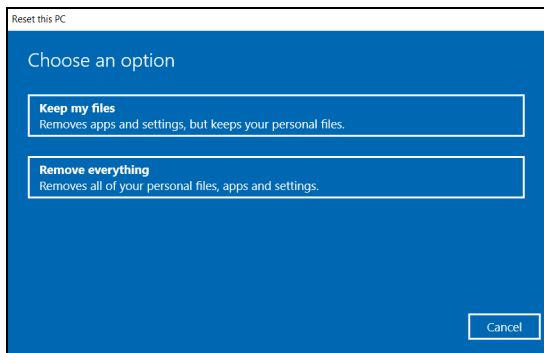 Reset this PC
Choose an option
Keep my files
Removes apps and settings, but keeps your personal files.
Remove everything
Removes all of your personal files, apps and settings.
Cancel